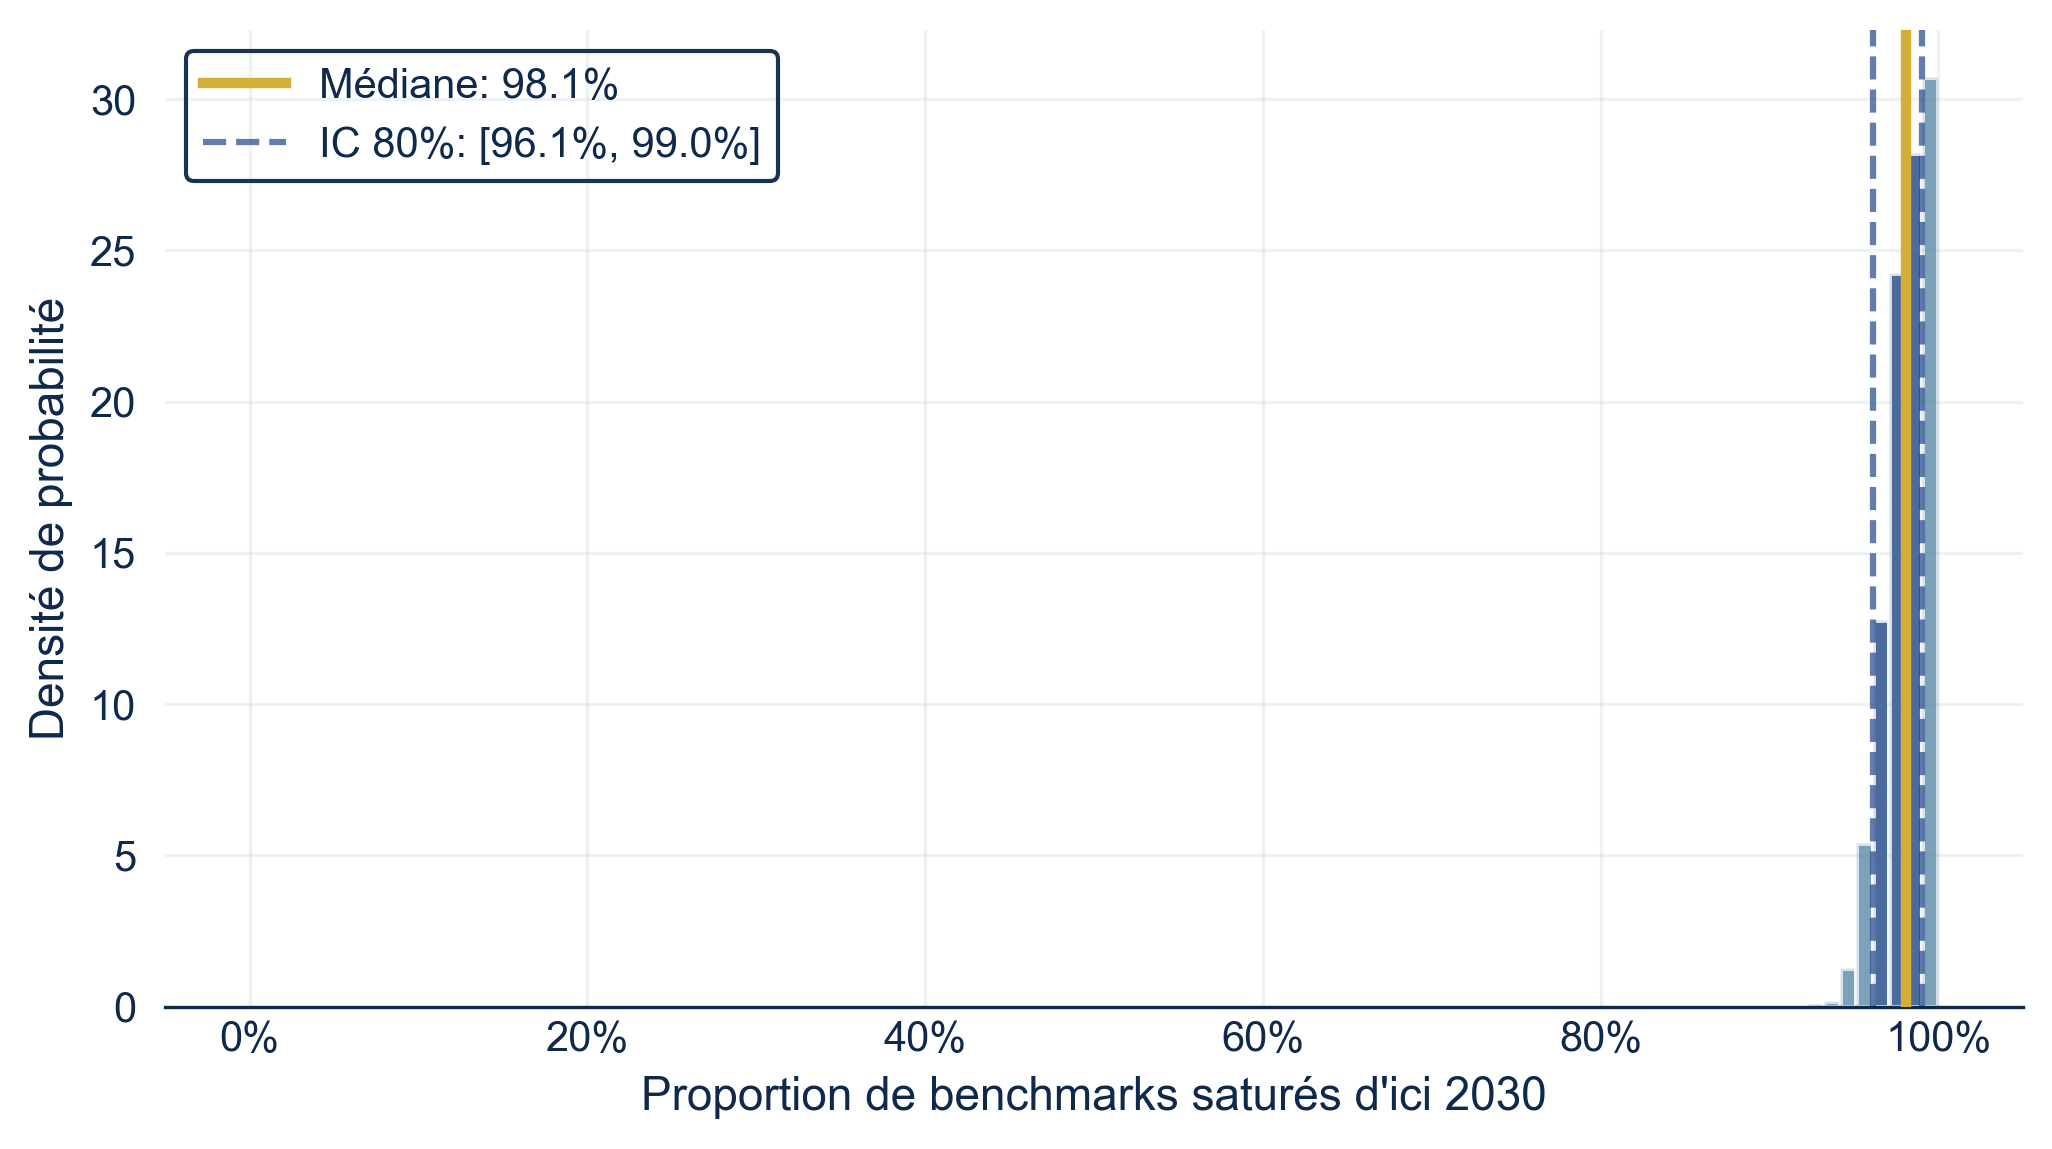 Médiane: 98.1%
IC 80%: [96.1%, 99.0%]
Densité de probabilité
30
25
20
15
10
5
0
0% 20% 40% 60% 80% 100%
Proportion de benchmarks saturés d'ici 2030